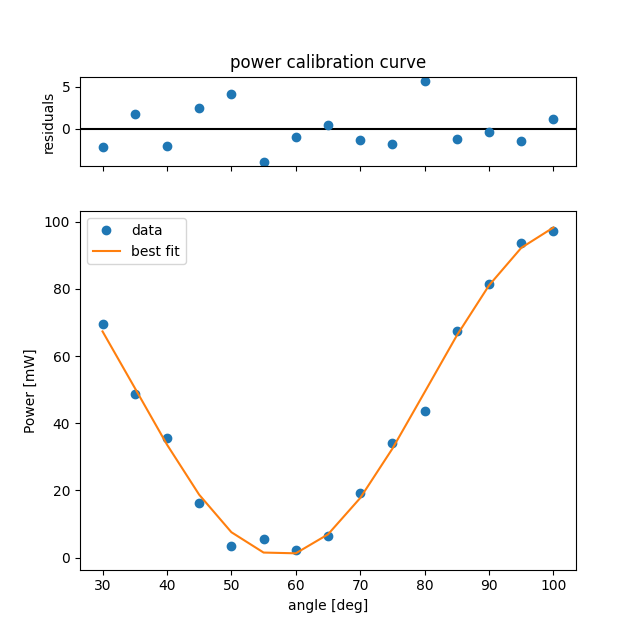 power calibration curve
5
0
residuals
100
80
60
40
20
0
Power [mW]
data
best fit
30 40 50 60 70 80 90 100
angle [deg]